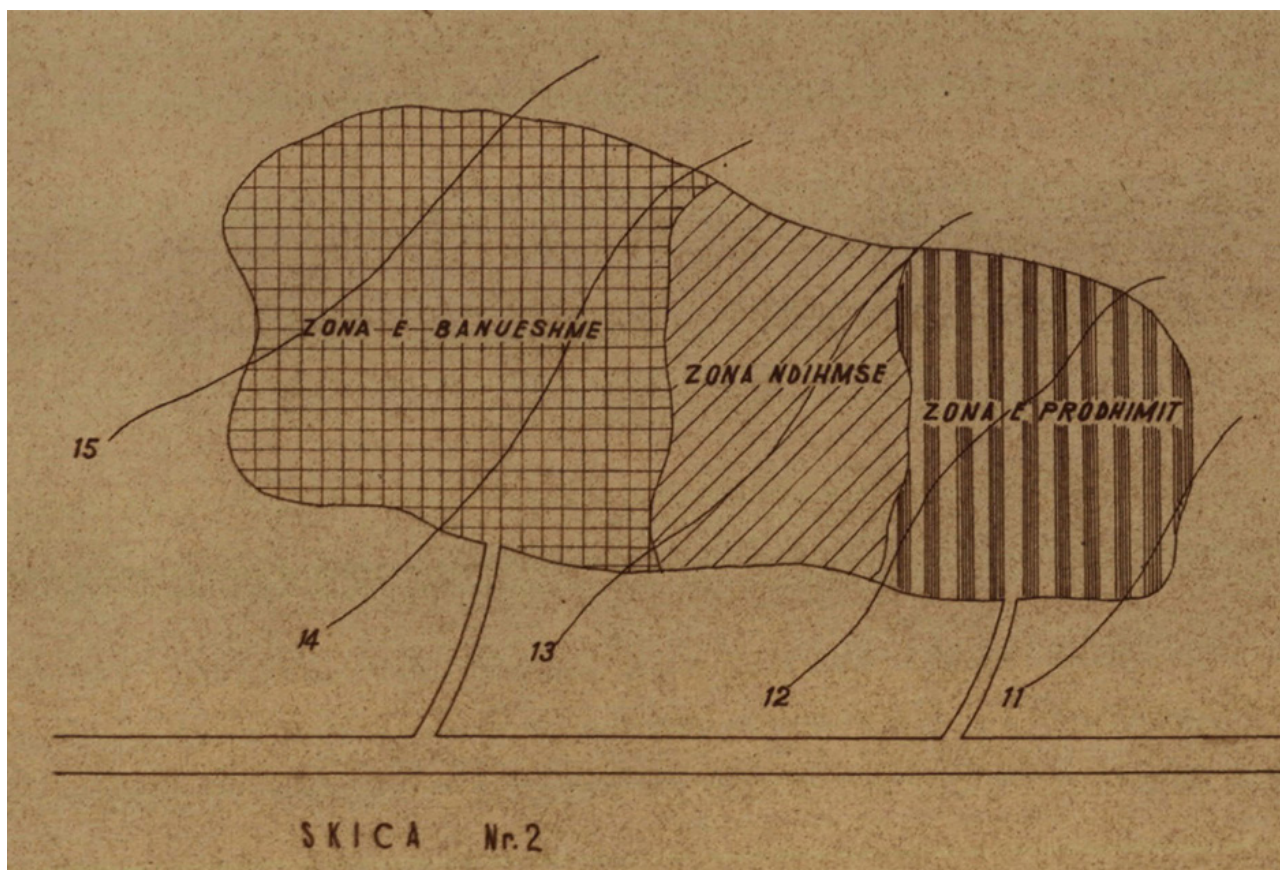 ZONA E BANUESHME
ZONA NDIHMSE
ZONA E PRODHIMIT
15
14
13
12
11
SKICA Nr.2